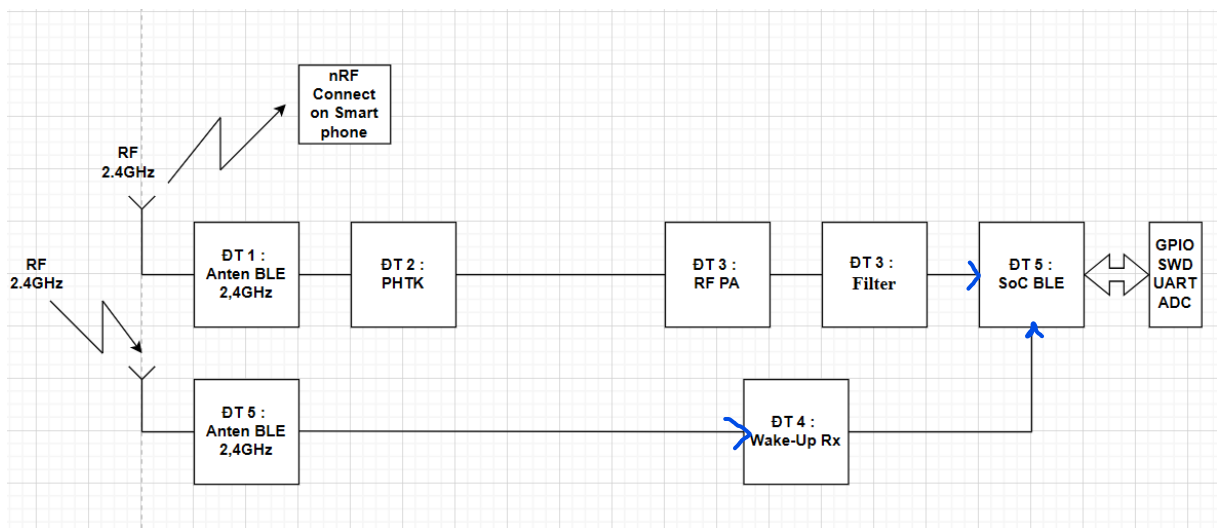 nRF
Connect
on Smart
phone
RF
2.4GHz
RF
2.4GHz
ĐT 1 :
Anten BLE
2,4GHz
ĐT 2 :
PHTK
ĐT 3 :
RF PA
ĐT 3 :
Filter
ĐT 5 :
SoC BLE
GPIO
SWD
UART
ADC
ĐT 5 :
Anten BLE
2,4GHz
ĐT 4 :
Wake-Up Rx